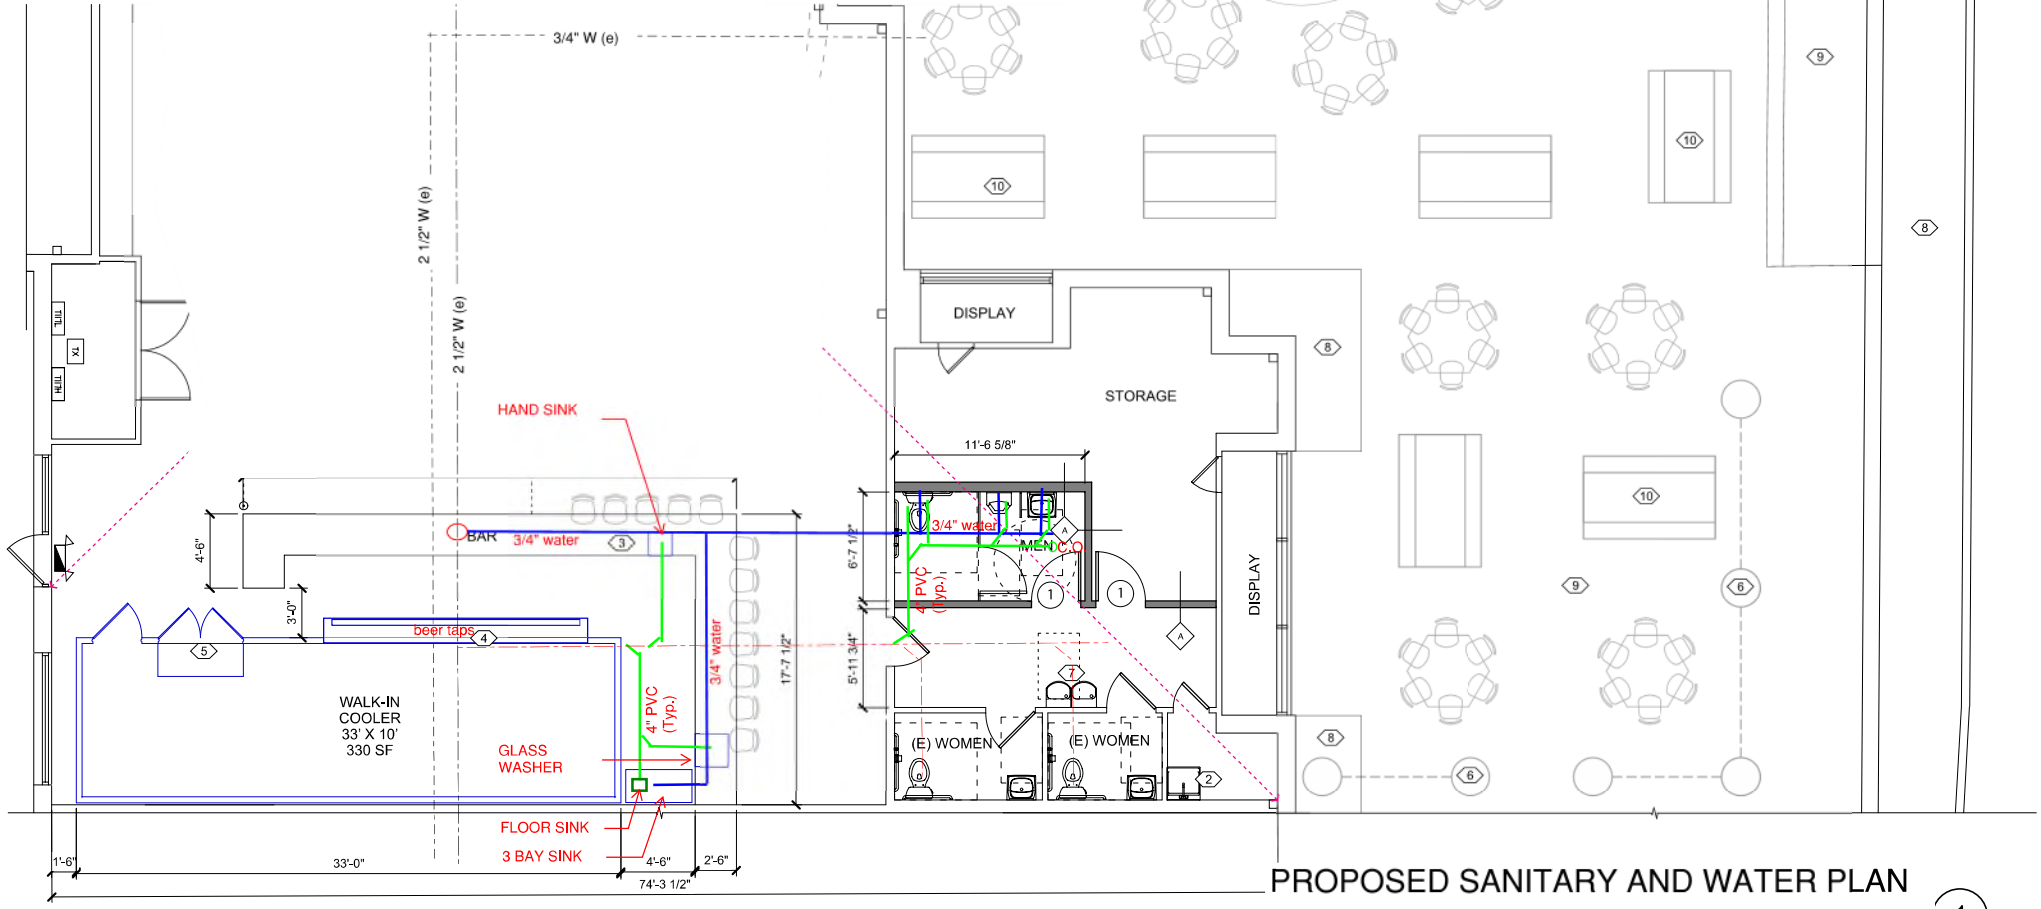 3/4" W (e)
9
10
10
2 1/2" W (e)
8
2 1/2" W (e)
DISPLAY
TX
8
HAND SINK
STORAGE
11'-6 5/8"
10
4'-6"
BAR
3/4" water
3
6'-7 1/2"
3/4" water
A
MEN
C.O.
4" PVC
(Typ.)
1
1
DISPLAY
9
6
3'-0"
beer taps
4
5
3/4" water
17'-7 1/2"
5'-11 3/4"
A
7
WALK-IN
COOLER
33' X 10'
330 SF
4" PVC
(Typ.)
GLASS
WASHER
(E) WOMEN
(E) WOMEN
2
8
6
FLOOR SINK
3 BAY SINK
1'-6"
33'-0"
4'-6"
2'-6"
74'-3 1/2"
PROPOSED SANITARY AND WATER PLAN